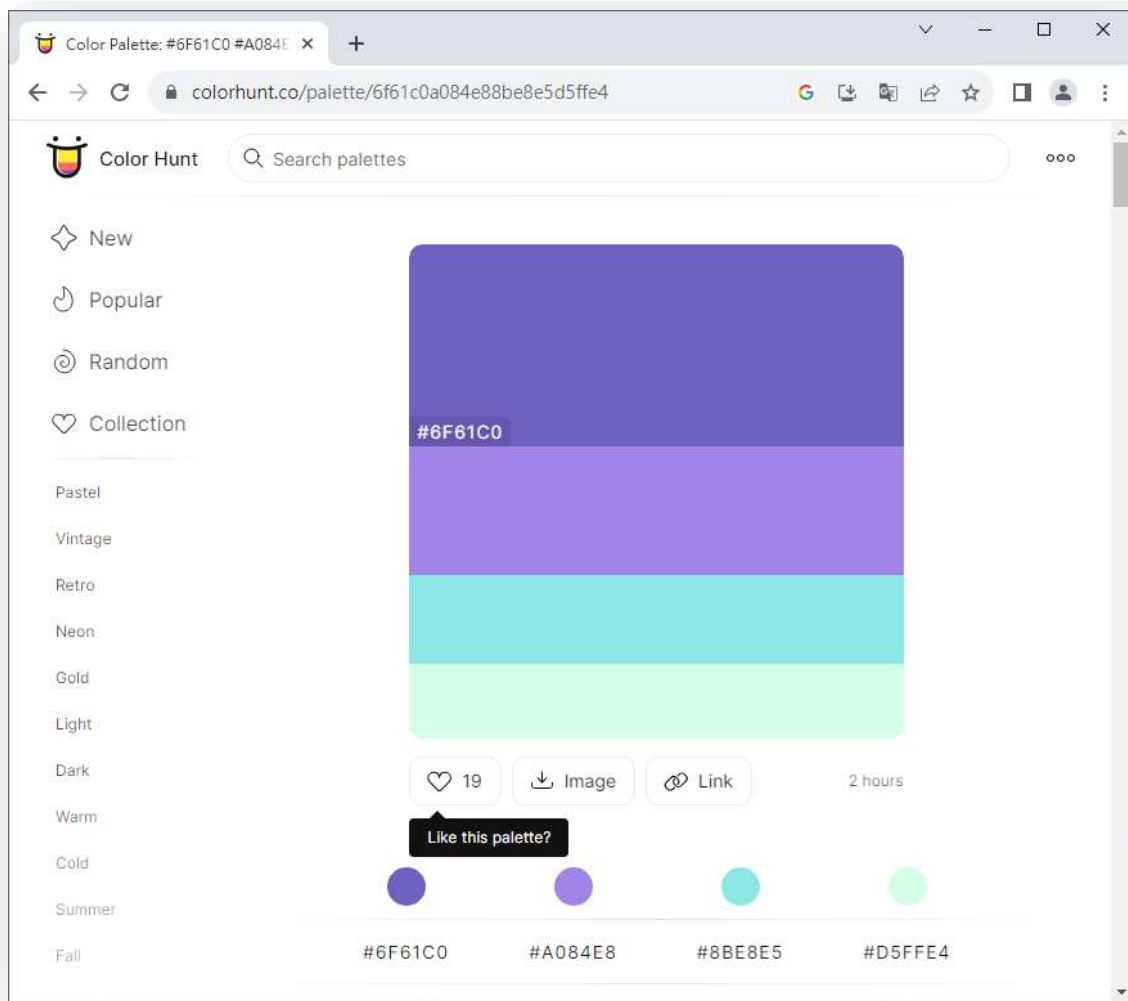 Color Palette: #6F61C0 #A084E
colorhunt.co/palette/6f61c0a084e88be8e5d5ffe4
Color Hunt
Search palettes
New
Popular
Random
Collection
Pastel
Vintage
Retro
Neon
Gold
Light
Dark
Warm
Cold
Summer
Fall
#6F61C0
19
Image
Link
2 hours
Like this palette?
#6F61C0 #A084E8 #8BE8E5 #D5FFE4